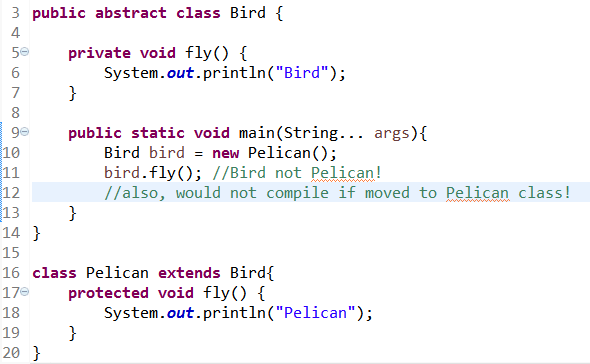 3 public abstract class Bird {
4
5 private void fly() {
6 System.out.println("Bird");
7 }
8
9 public static void main(String... args){
10 Bird bird = new Pelican();
11 bird.fly(); //Bird not Pelican!
12 //also, would not compile if moved to Pelican class!
13 }
14 }
15
16 class Pelican extends Bird{
17 protected void fly() {
18 System.out.println("Pelican");
19 }
20 }